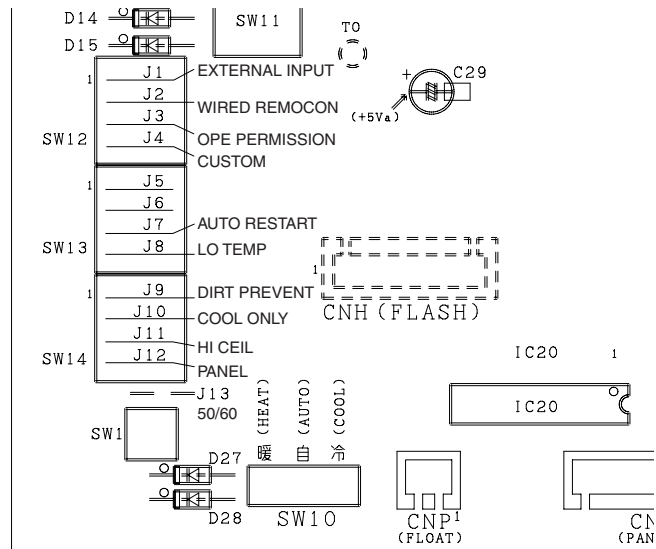 D14
SW11
TO
D15
1
J1
EXTERNAL INPUT
J2
WIRED REMOCON
J3
OPE PERMISSION
SW12
J4
CUSTOM
+
C29
(+5Va)
1
J5
J6
J7
AUTO RESTART
SW13
J8
LO TEMP
1
J9
DIRT PREVENT
J10
COOL ONLY
J11
HI CEIL
SW14
J12
PANEL
1
CNH (FLASH)
J13
50/60
SW1
(HEAT)
暖
(AUTO)
自
(COOL)
冷
IC20
1
IC20
D27
D28
SW10
CNP1
(FLOAT)
CN
(PAN